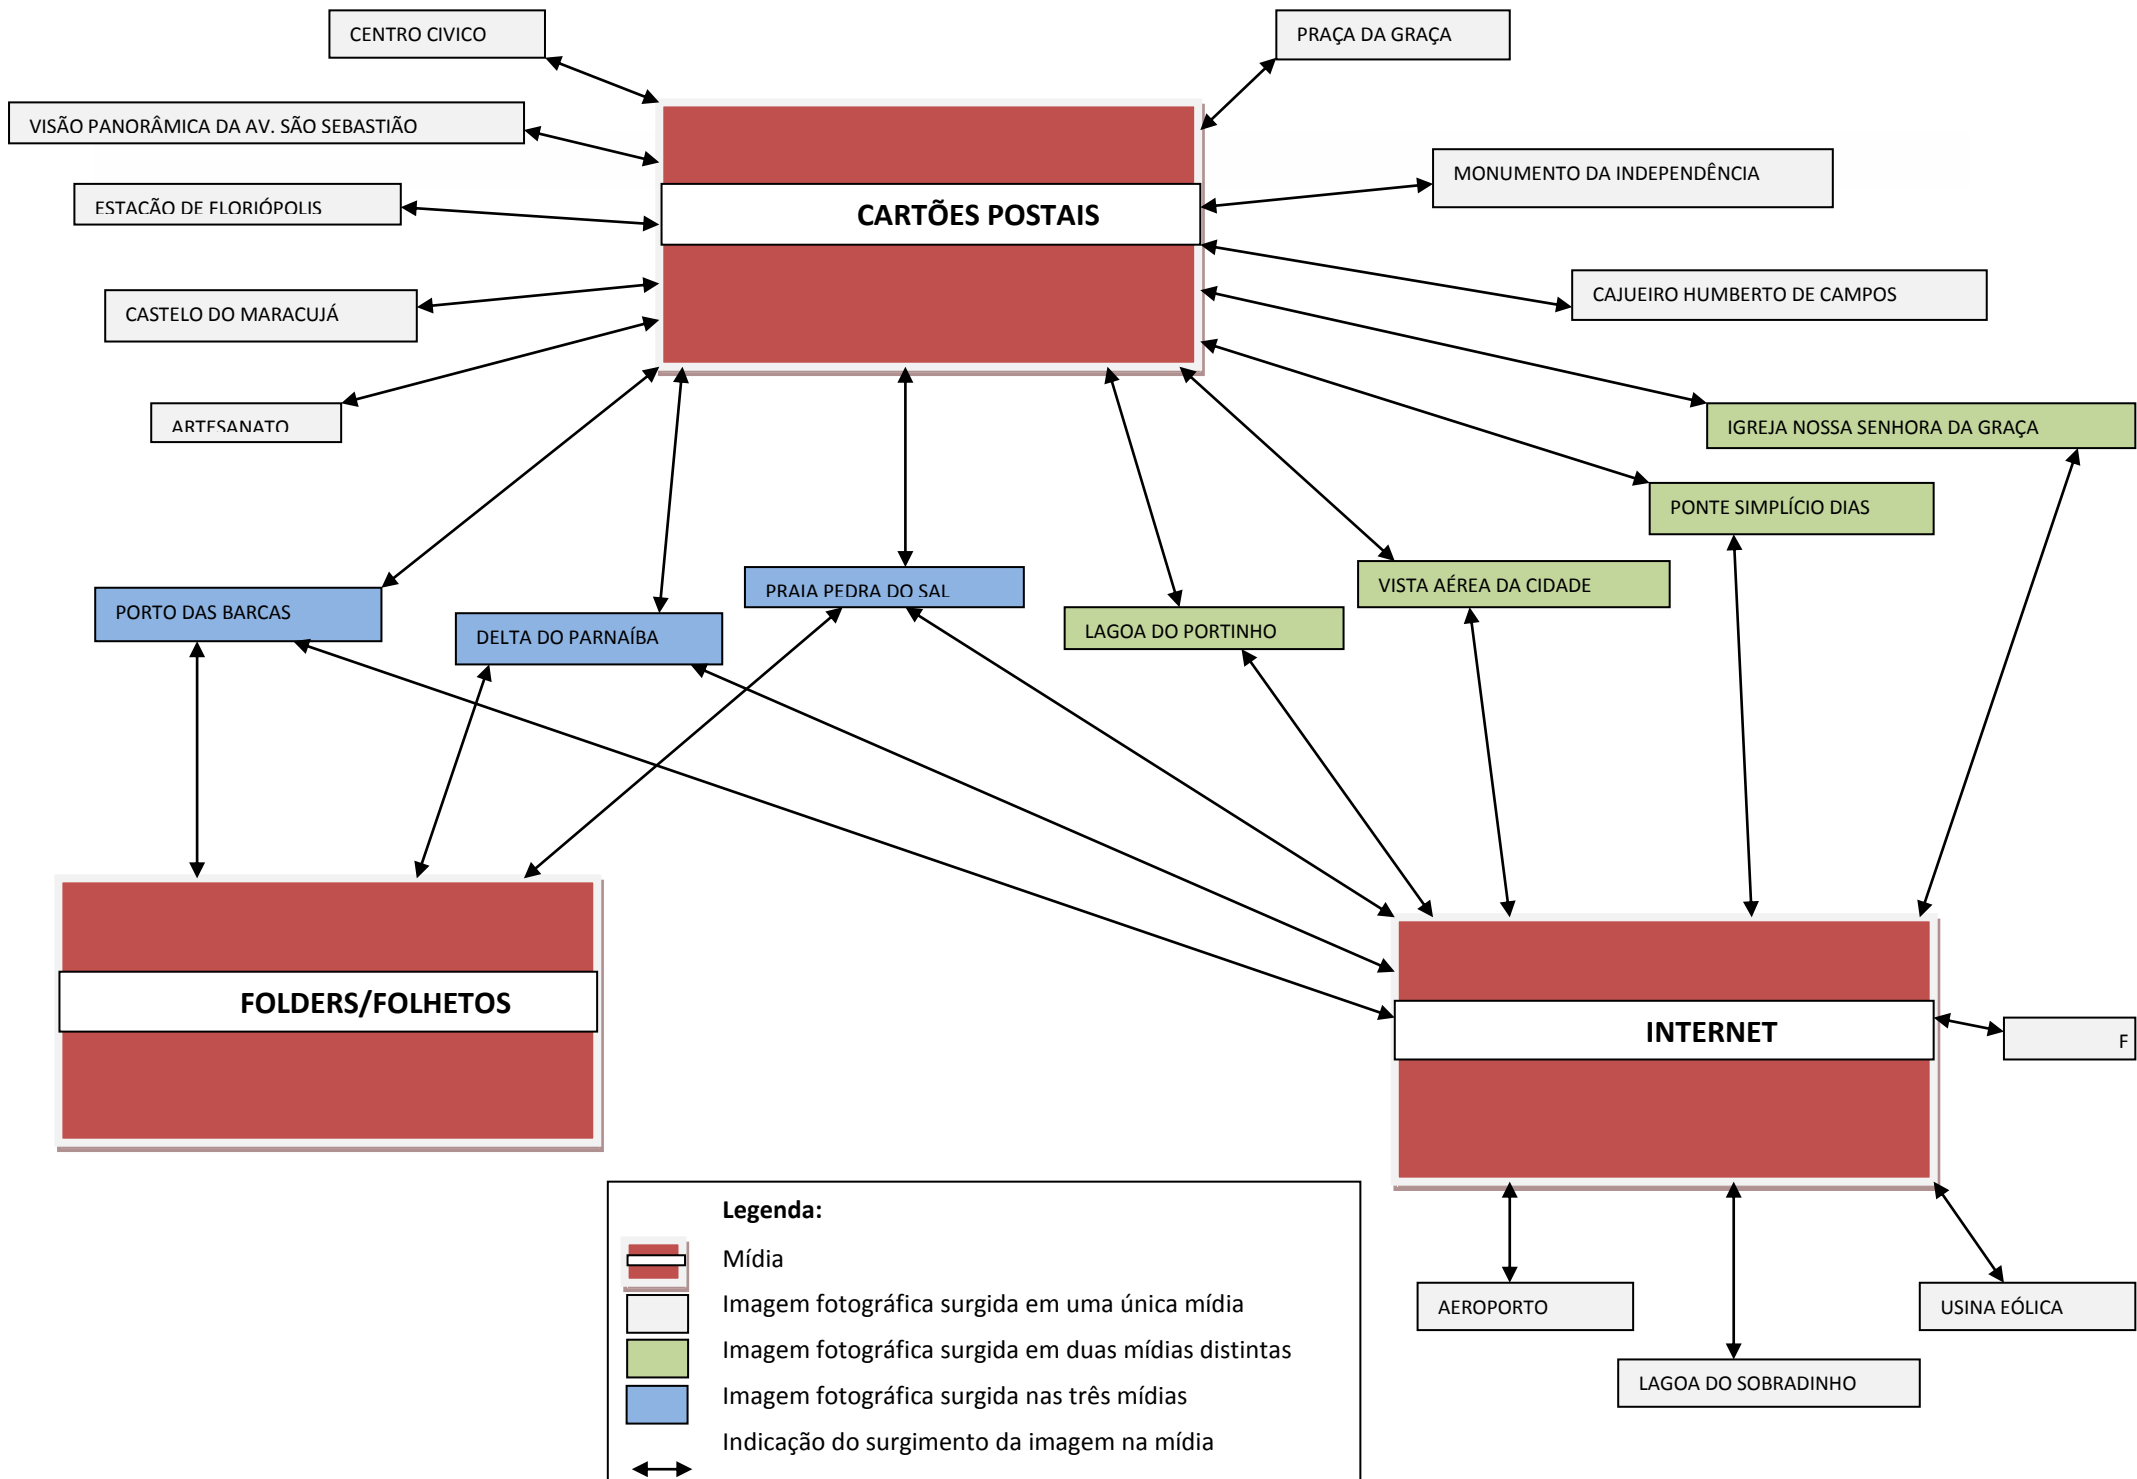 CENTRO CIVICO
PRAÇA DA GRAÇA
VISÃO PANORÂMICA DA AV. SÃO SEBASTIÃO
MONUMENTO DA INDEPENDÊNCIA
ESTAÇÃO DE FLORIÓPOLIS
CARTÕES POSTAIS
CASTELO DO MARACUJÁ
CAJUEIRO HUMBERTO DE CAMPOS
ARTESANATO
IGREJA NOSSA SENHORA DA GRAÇA
PONTE SIMPLÍCIO DIAS
PORTO DAS BARCAS
DELTA DO PARNAÍBA
PRAIA PEDRA DO SAL
LAGOA DO PORTINHO
VISTA AÉREA DA CIDADE
FOLDERS/FOLHETOS
INTERNET
F
AEROPORTO
USINA EÓLICA
LAGOA DO SOBRADINHO
Legenda:
Mídia
Imagem fotográfica surgida em uma única mídia
Imagem fotográfica surgida em duas mídias distintas
Imagem fotográfica surgida nas três mídias
Indicação do surgimento da imagem na mídia